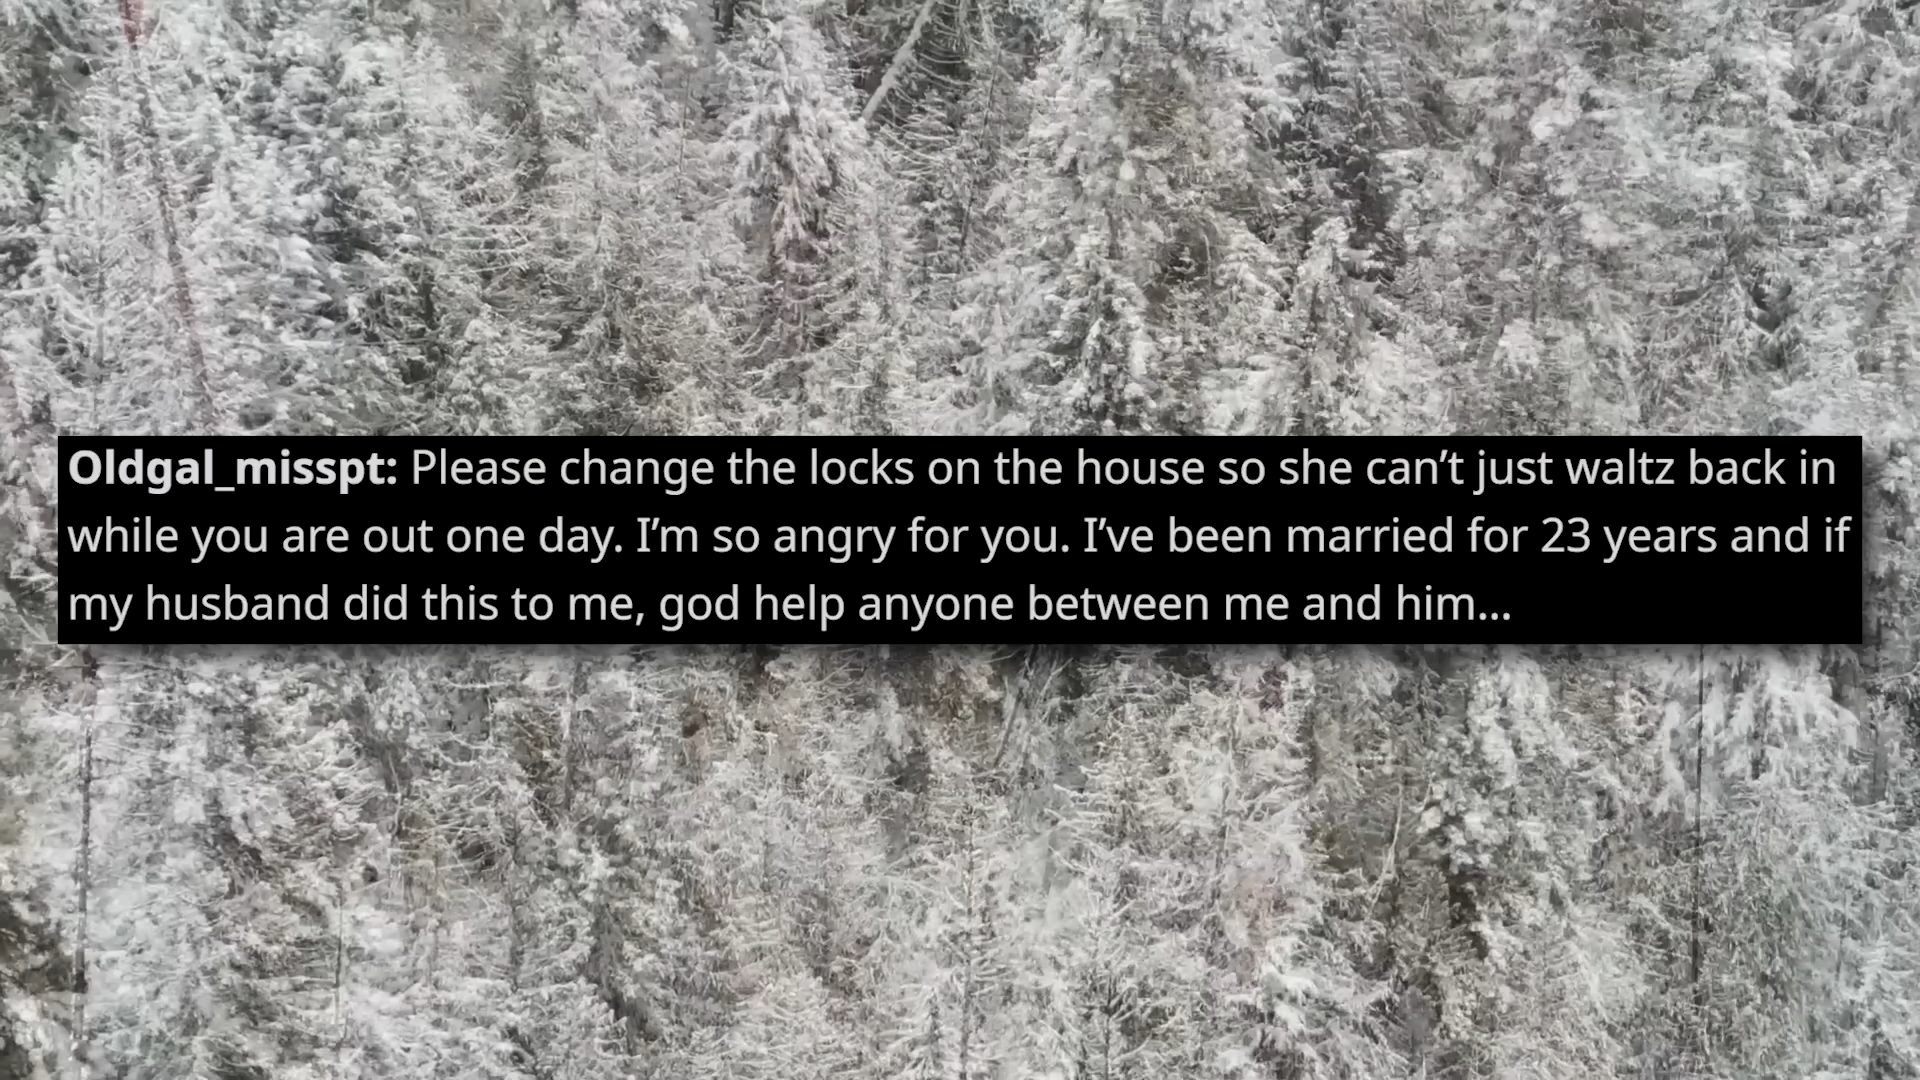 Oldgal_misspt: Please change the locks on the house so she can’t just waltz back in
while you are out one day. I’m so angry for you. I’ve been married for 23 years and if
my husband did this to me, god help anyone between me and him...